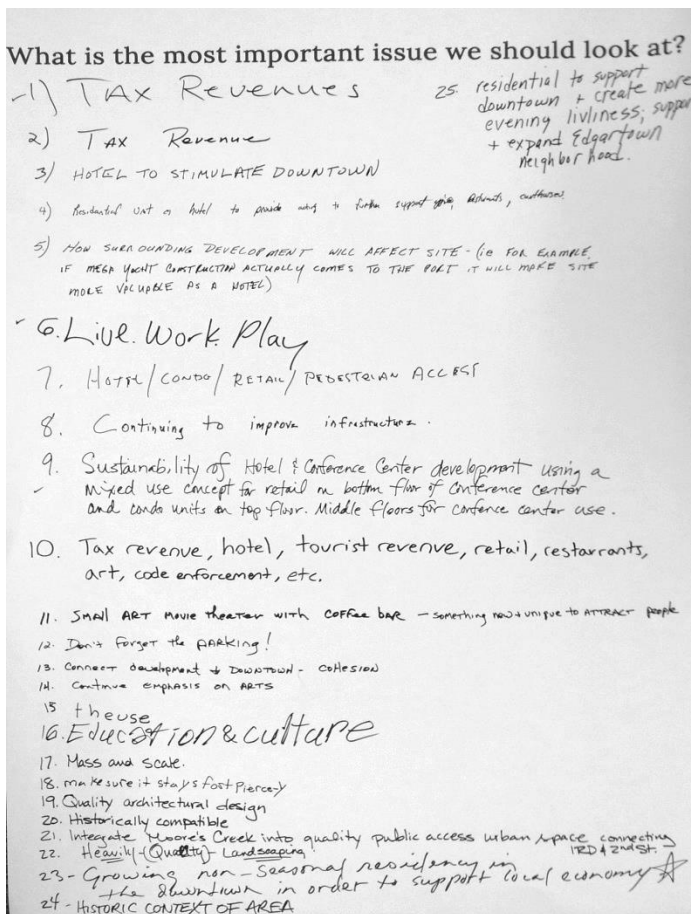 What is the most important issue we should look at?
1) TAX Revenues
2) TAX Revenue
3) HOTEL TO STIMULATE DOWNTOWN
4) Residential unit or hotel to provide to further support
5) HOW SURROUNDING DEVELOPMENT WILL AFFECT SITE - (ie FOR EXAMPLE,
IF MEGA YACHT CONSTRUCTION ACTUALLY COMES TO THE PORT IT WILL MAKE SITE
MORE VALUABLE AS A HOTEL)
6. Live. Work. Play
7. HOTEL/CONDO/RETAIL/PEDESTRIAN ACCESS
8. Continuing to improve infrastructure.
9. Sustainability of Hotel & Conference Center development using a
mixed use concept for retail on bottom floor of Conference center
and condo units on top floor. Middle floors for confence center use.
10. Tax revenue, hotel, tourist revenue, retail, restarrants,
art, code enforcement, etc.
11. SMALL ART MOVIE theater with COFFee bAR - something new + unique to ATTRACT people
12. Don't forget the PARKING!
13. Connect development + DOWNTOWN - COHESION
14. Continue emphasis on ARTS
15 theuse
16. Education & culture
17. Mass and scale.
18. make sure it stays fort Pierce-y
19. Quality architectural design
20. Historically compatible
21. Integate Moore's Creek into quality public access urban space connecting
IRD & 2nd St.
22. Heavily - (Quality) - Landscaping!
23 - Growing non-seasonal residency in
the downtown in order to support local economy
24 - HISTORIC CONTEXT OF AREA
25. residential to support
downtown + create more
evening livliness; suppor
+ expand Edgartown
neighborhood.